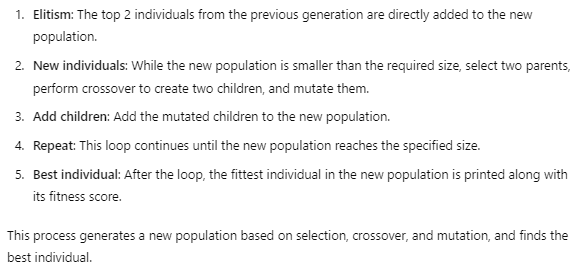 1. Elitism: The top 2 individuals from the previous generation are directly added to the new
population.
2. New individuals: While the new population is smaller than the required size, select two parents,
perform crossover to create two children, and mutate them.
3. Add children: Add the mutated children to the new population.
4. Repeat: This loop continues until the new population reaches the specified size.
5. Best individual: After the loop, the fittest individual in the new population is printed along with
its fitness score.
This process generates a new population based on selection, crossover, and mutation, and finds the
best individual.